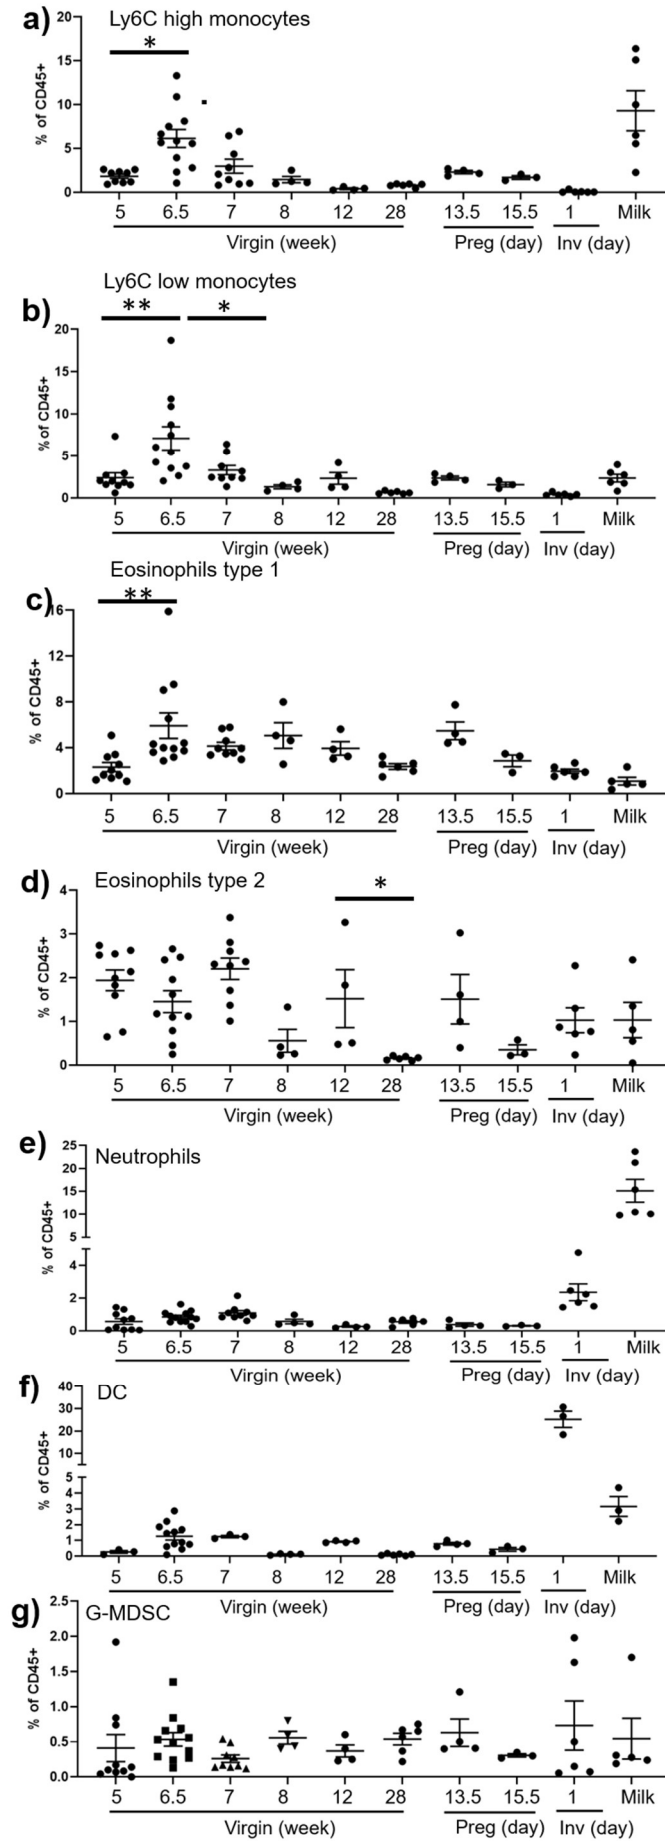 a) Ly6C high monocytes
*
% of CD45+
20
15
10
5
0
5 6.5 7 8 12 28 13.5 15.5 1 Milk
Virgin (week) Preg (day) Inv (day)
Ly6C low monocytes
b) ** *
%of CD45+
20
15
10
5
0
5 6.5 7 8 12 28 13.5 15.5 1 Milk
Virgin (week) Preg (day) Inv (day)
Eosinophils type 1
c) **
% of CD45+
16
12
8
4
0
5 6.5 7 8 12 28 13.5 15.5 1 Milk
Virgin (week) Preg (day) Inv (day)
d) Eosinophils type 2
*
% of CD45+
4
3
2
1
0
5 6.5 7 8 12 28 13.5 15.5 1 Milk
Virgin (week) Preg (day) Inv (day)
e) Neutrophils
% of CD45+
25
20
15
10
5
4
2
0
5 6.5 7 8 12 28 13.5 15.5 1 Milk
Virgin (week) Preg (day) Inv (day)
f) DC
% of CD45+
40
30
20
10
5
4
3
2
1
0
5 6.5 7 8 12 28 13.5 15.5 1 Milk
Virgin (week) Preg (day) Inv (day)
g) G-MDSC
% of CD45+
2.5
2.0
1.5
1.0
0.5
0.0
5 6.5 7 8 12 28 13.5 15.5 1 Milk
Virgin (week) Preg (day) Inv (day)